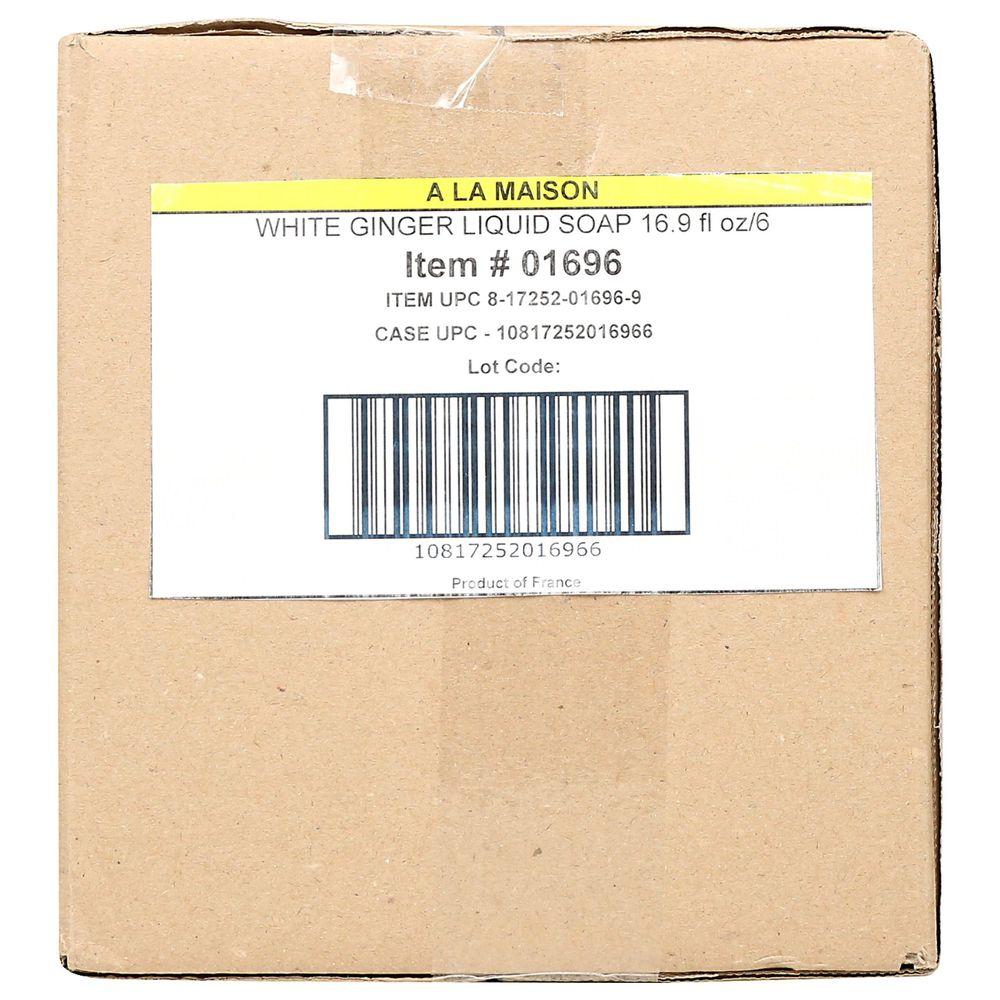 A LA MAISON
WHITE GINGER LIQUID SOAP 16.9 fl oz/6
Item # 01696
ITEM UPC 8-17252-01696-9
CASE UPC - 10817252016966
Lot Code:
10817252016966
Product of France